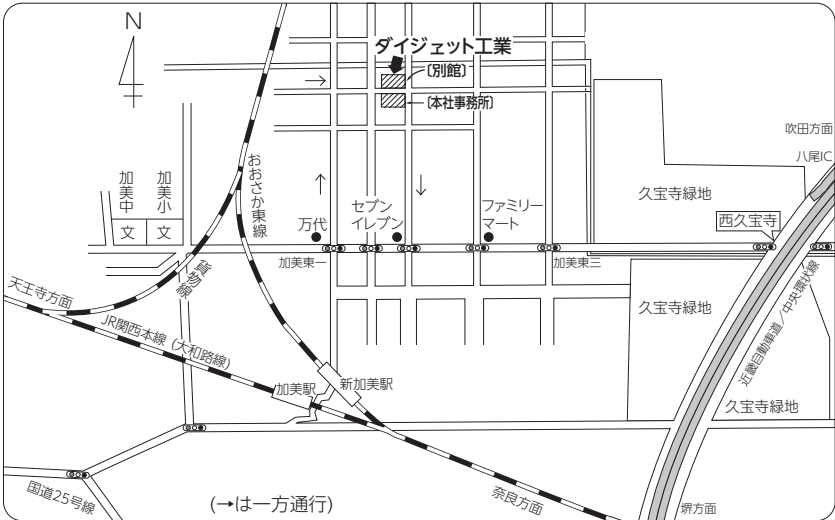 N
ダイジェット工業
〔別館〕
〔本社事務所〕
吹田方面
八尾IC
おおさか東線
加美中
加美小
文
文
久宝寺緑地
西久宝寺
セブン
イレブン
ファミリー
マート
万代
加美東一
加美東三
貨物線
天王寺方面
JR関西本線(大和路線)
久宝寺緑地
近畿自動車道/中央環状線
加美駅
新加美駅
久宝寺緑地
国道25号線
(→は一方通行)
奈良方面
堺方面